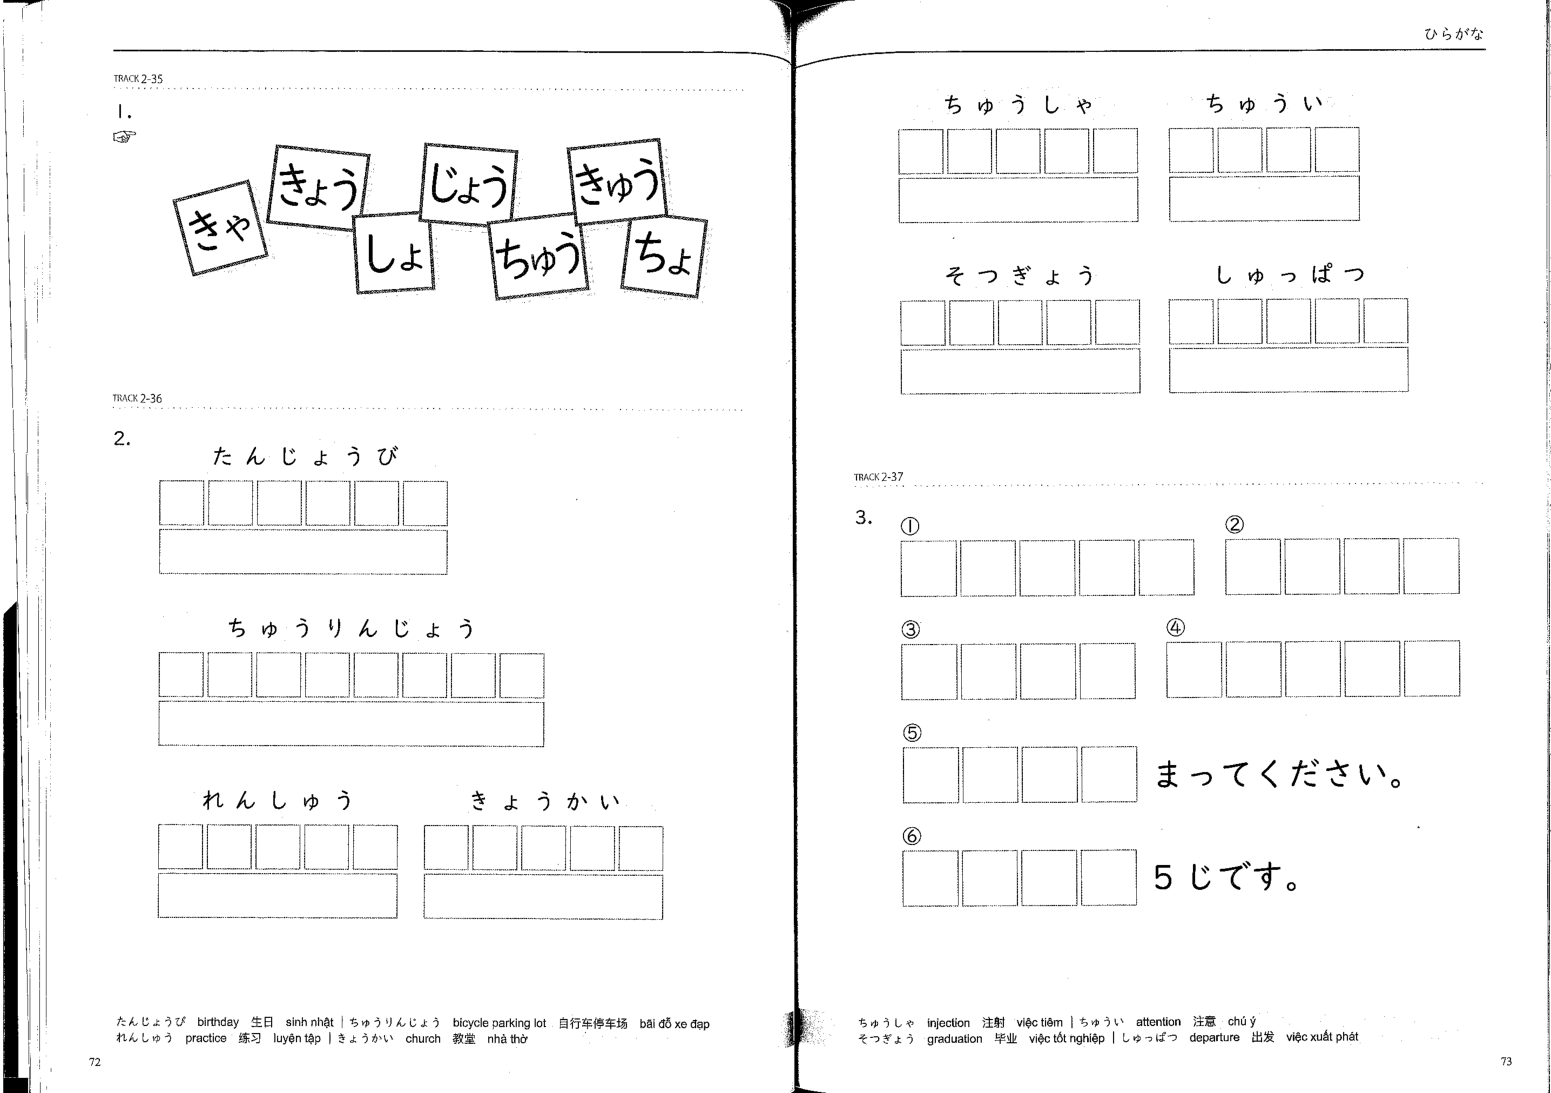 TRACK 2-35
1.
きゃ きょう しょ じょう ちゅう きゅう ちょ
TRACK 2-36
2.
たんじょうび
ちゅうりんじょう
れんしゅう きょうかい
たんじょうび birthday 生日 sinh nhật | ちゅうりんじょう bicycle parking lot 自行车停车场 bãi đỗ xe đạp
れんしゅう practice 练习 luyện tập | きょうかい church 教堂 nhà thờ
72
ひらがな
ちゅうしゃ ちゅうい
そつぎょう しゅっぱつ
TRACK 2-37
3.
① ②
③ ④
⑤ まってください。
⑥ 5じです。
ちゅうしゃ injection 注射 việc tiêm | ちゅうい attention 注意 chú ý
そつぎょう graduation 毕业 việc tốt nghiệp | しゅっぱつ departure 出发 việc xuất phát
73